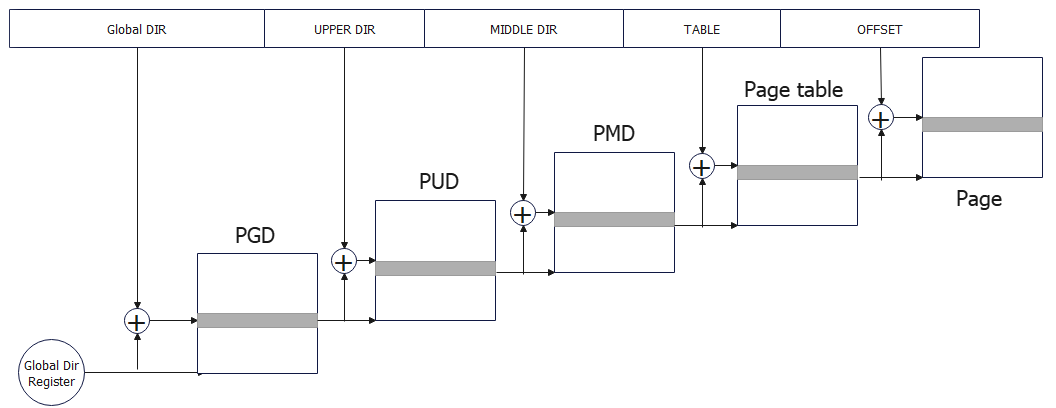 Global DIR
UPPER DIR
MIDDLE DIR
TABLE
OFFSET
Page table
PMD
PUD
Page
PGD
Global Dir
Register